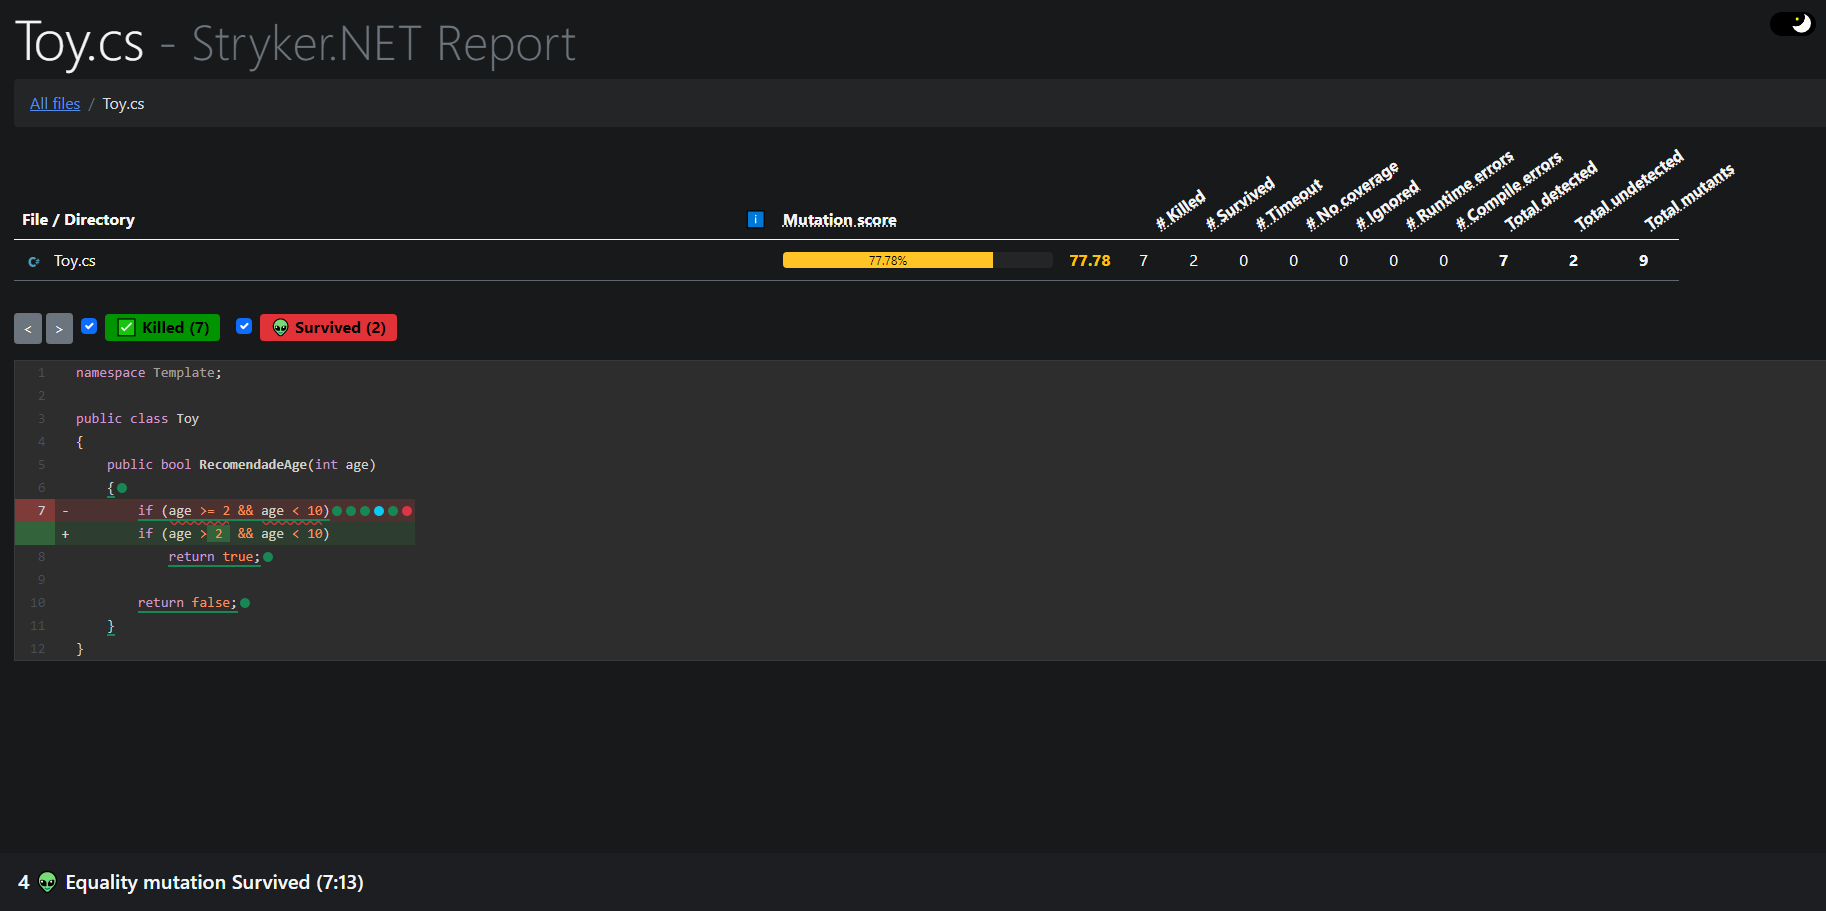 Toy.cs - Stryker.NET Report
All files / Toy.cs
File / Directory i Mutation score # Killed # Survived # Timeout # No coverage # Ignored # Runtime errors # Compile errors Total detected Total undetected Total mutants
C# Toy.cs 77.78% 77.78 7 2 0 0 0 0 0 7 2 9
< > ✅ Killed (7) 👽 Survived (2)
1 namespace Template;
2
3 public class Toy
4 {
5 public bool RecomendadeAge(int age)
6 {
7 - if (age >= 2 && age < 10)
+ if (age > 2 && age < 10)
8 return true;
9
10 return false;
11 }
12 }
4 👽 Equality mutation Survived (7:13)